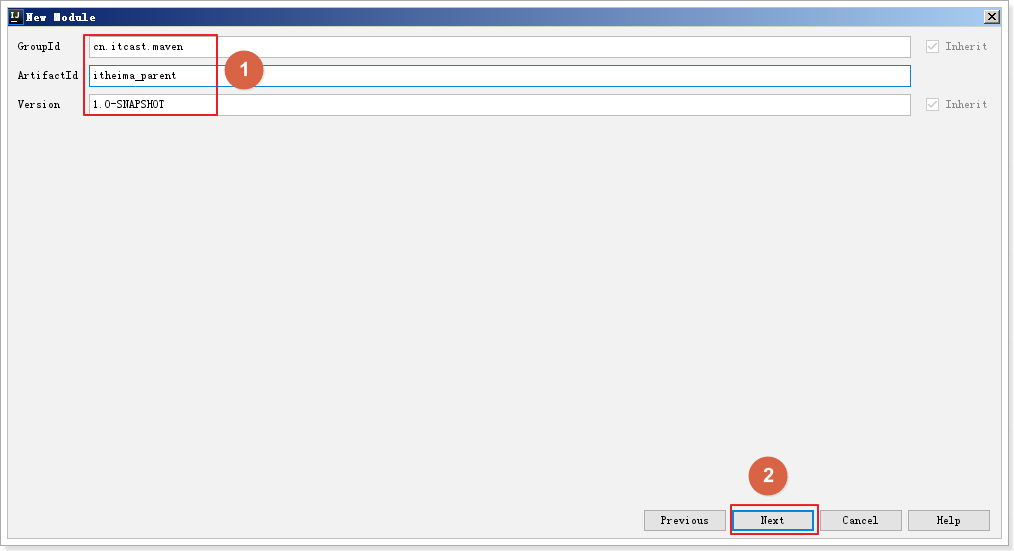 IJ New Module
GroupId cn.itcast.maven Inherit
ArtifactId itheima_parent
1
Version 1.0-SNAPSHOT Inherit
2
Previous Next Cancel Help